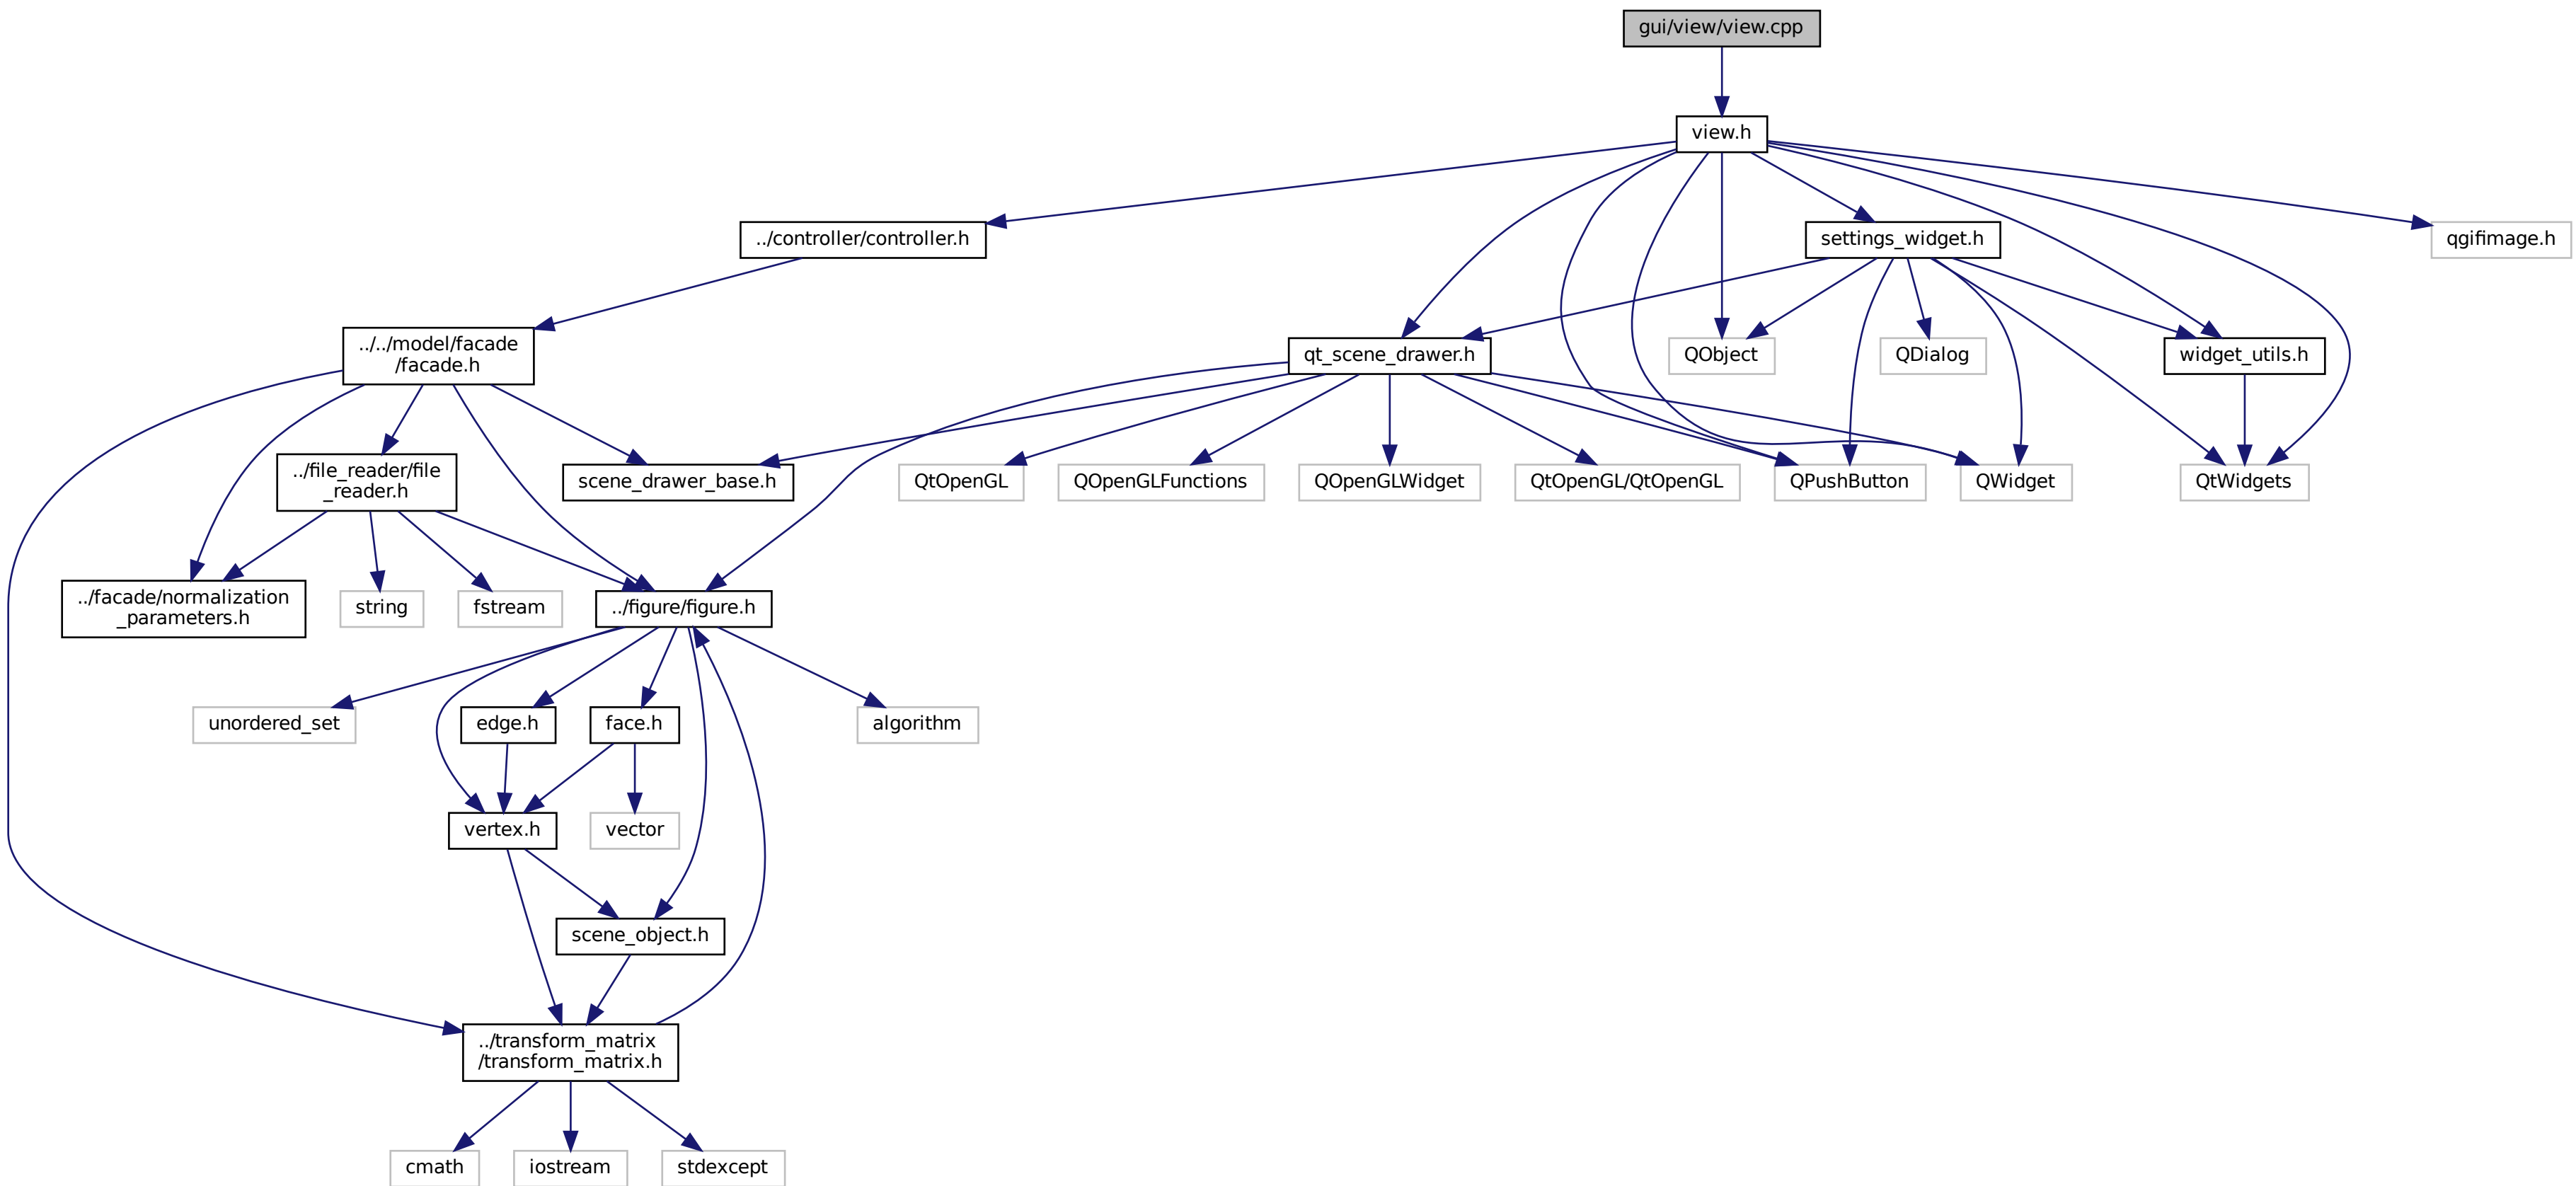 gui/view/view.cpp
view.h
../controller/controller.h
settings_widget.h
qgifimage.h
../../model/facade
/facade.h
qt_scene_drawer.h
QObject
QDialog
widget_utils.h
../file_reader/file
_reader.h
scene_drawer_base.h
QtOpenGL
QOpenGLFunctions
QOpenGLWidget
QtOpenGL/QtOpenGL
QPushButton
QWidget
QtWidgets
../facade/normalization
_parameters.h
string
fstream
../figure/figure.h
unordered_set
edge.h
face.h
algorithm
vertex.h
vector
scene_object.h
../transform_matrix
/transform_matrix.h
cmath
iostream
stdexcept